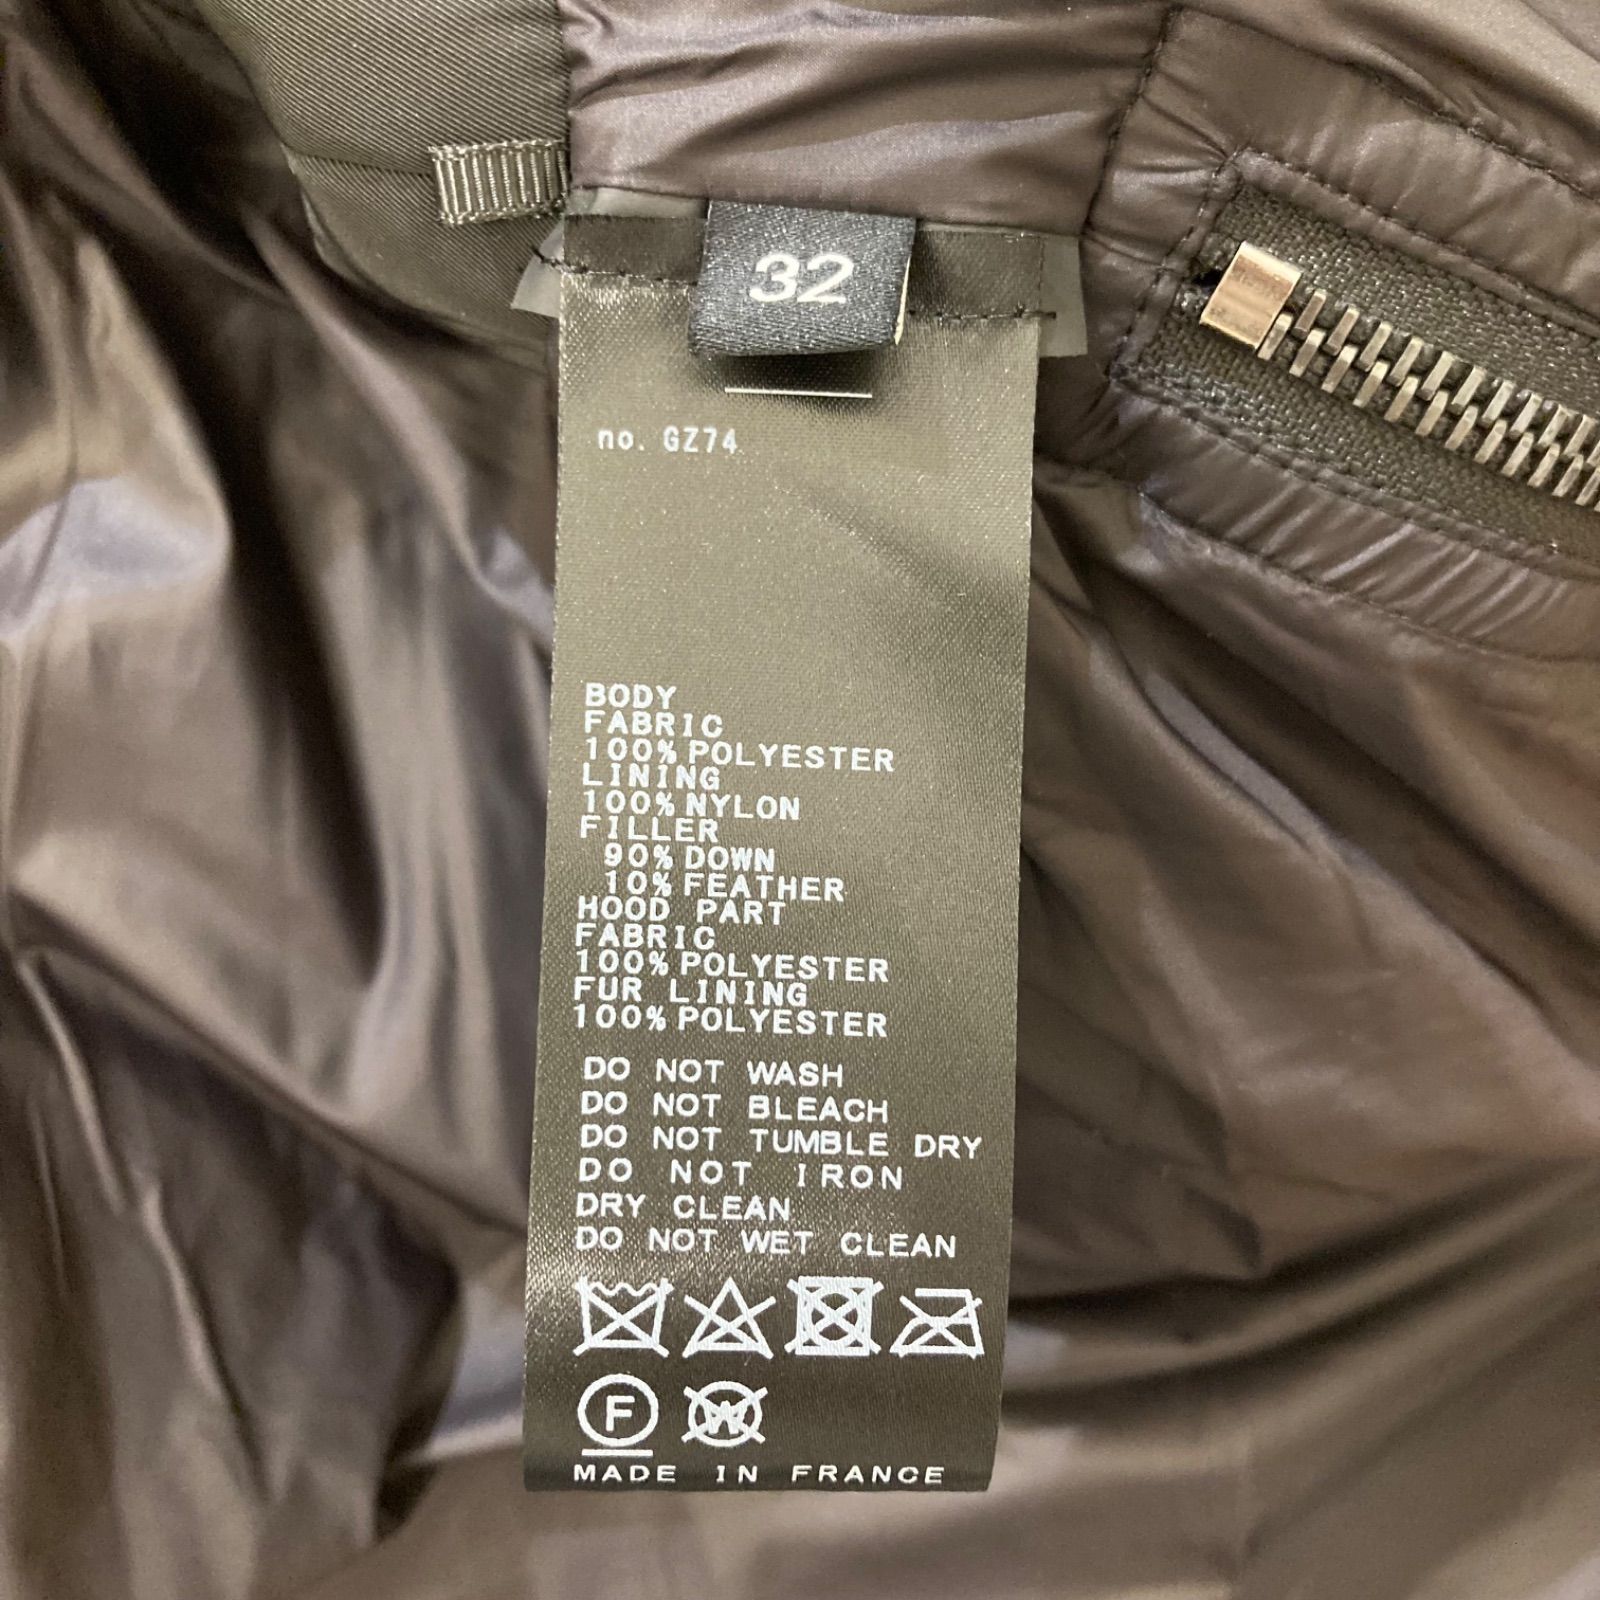 32
no. GZ74
BODY
FABRIC
100% POLYESTER
LINING
100% NYLON
FILLER
90% DOWN
10% FEATHER
HOOD PART
FABRIC
100% POLYESTER
FUR LINING
100% POLYESTER
DO NOT WASH
DO NOT BLEACH
DO NOT TUMBLE DRY
DO NOT IRON
DRY CLEAN
DO NOT WET CLEAN
F W
MADE IN FRANCE